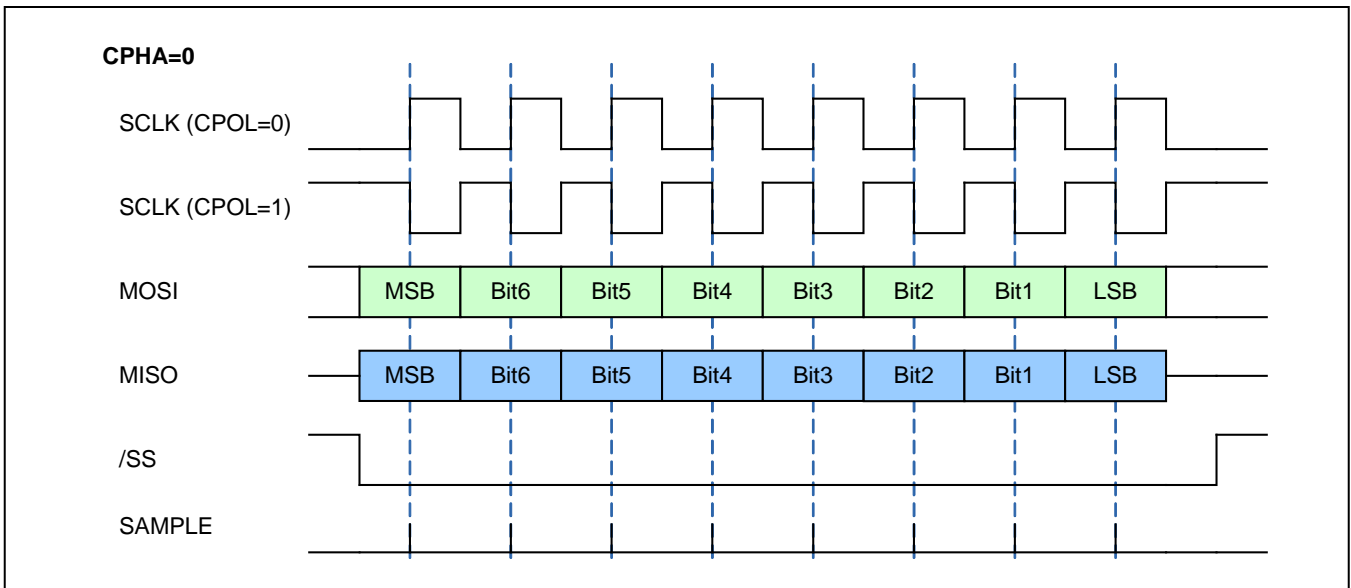 CPHA=0
SCLK (CPOL=0)
SCLK (CPOL=1)
MOSI MSB Bit6 Bit5 Bit4 Bit3 Bit2 Bit1 LSB
MISO MSB Bit6 Bit5 Bit4 Bit3 Bit2 Bit1 LSB
/SS
SAMPLE